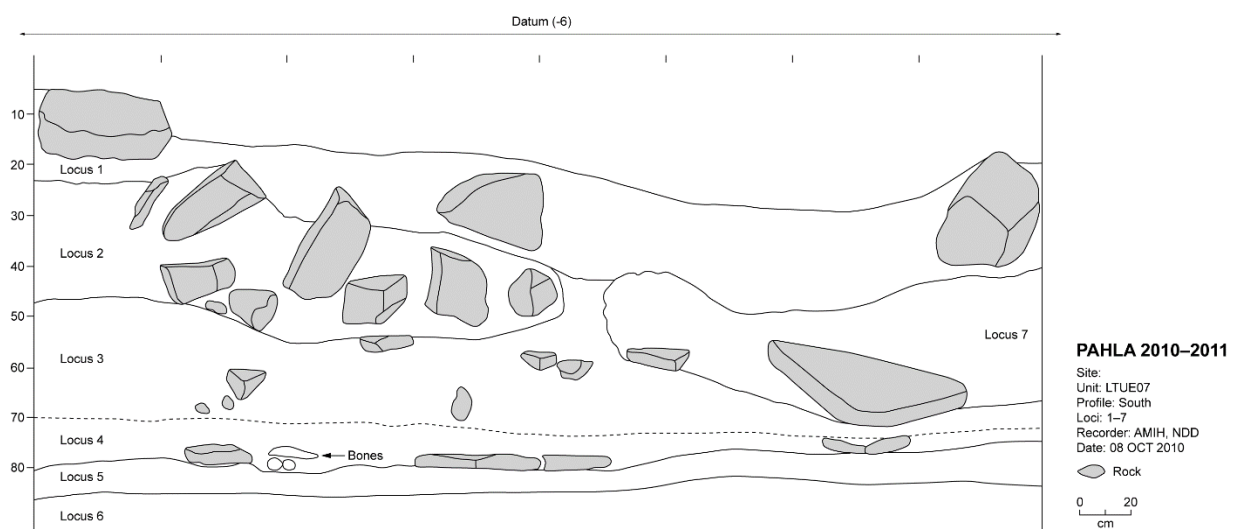 Datum (-6)
10
20
30
40
50
60
70
80
Locus 1
Locus 2
Locus 3
Locus 4
Locus 5
Locus 6
Locus 7
Bones
PAHLA 2010–2011
Site:
Unit: LTUE07
Profile: South
Loci: 1–7
Recorder: AMIH, NDD
Date: 08 OCT 2010
Rock
0 20
cm